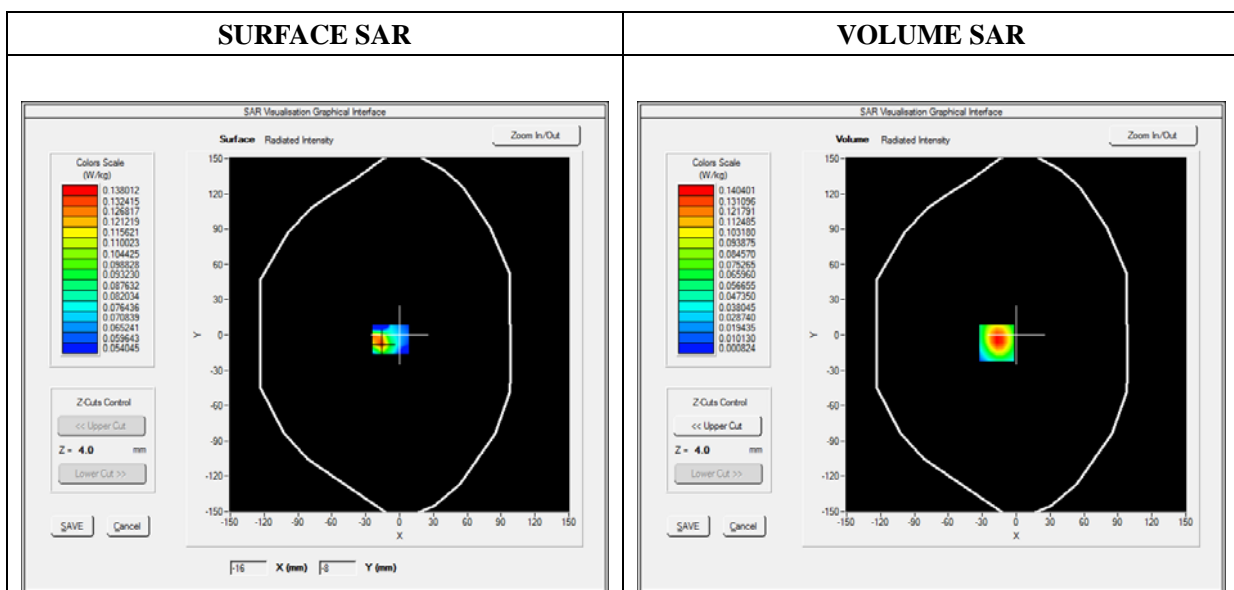 SURFACE SAR
VOLUME SAR
SAR Visualisation Graphical Interface
Surface Radiated Intensity
Zoom In/Out
Colors Scale
(W/kg)
0.138012
0.132415
0.126817
0.121219
0.115621
0.110023
0.104425
0.098828
0.093230
0.087632
0.082034
0.076436
0.070839
0.065241
0.059643
0.054045
Z-Cuts Control
<< Upper Cut
Z = 4.0 mm
Lower Cut >>
SAVE Cancel
150
120
90
60
30
0
-30
-60
-90
-120
-150
Y
-150 -120 -90 -60 -30 0 30 60 90 120 150
X
-16 X (mm) -8 Y (mm)
SAR Visualisation Graphical Interface
Volume Radiated Intensity
Zoom In/Out
Colors Scale
(W/kg)
0.140401
0.131096
0.121791
0.112485
0.103180
0.093875
0.084570
0.075265
0.065960
0.056655
0.047350
0.038045
0.028740
0.019435
0.010130
0.000824
Z-Cuts Control
<< Upper Cut
Z = 4.0 mm
Lower Cut >>
SAVE Cancel
150
120
90
60
30
0
-30
-60
-90
-120
-150
Y
-150 -120 -90 -60 -30 0 30 60 90 120 150
X